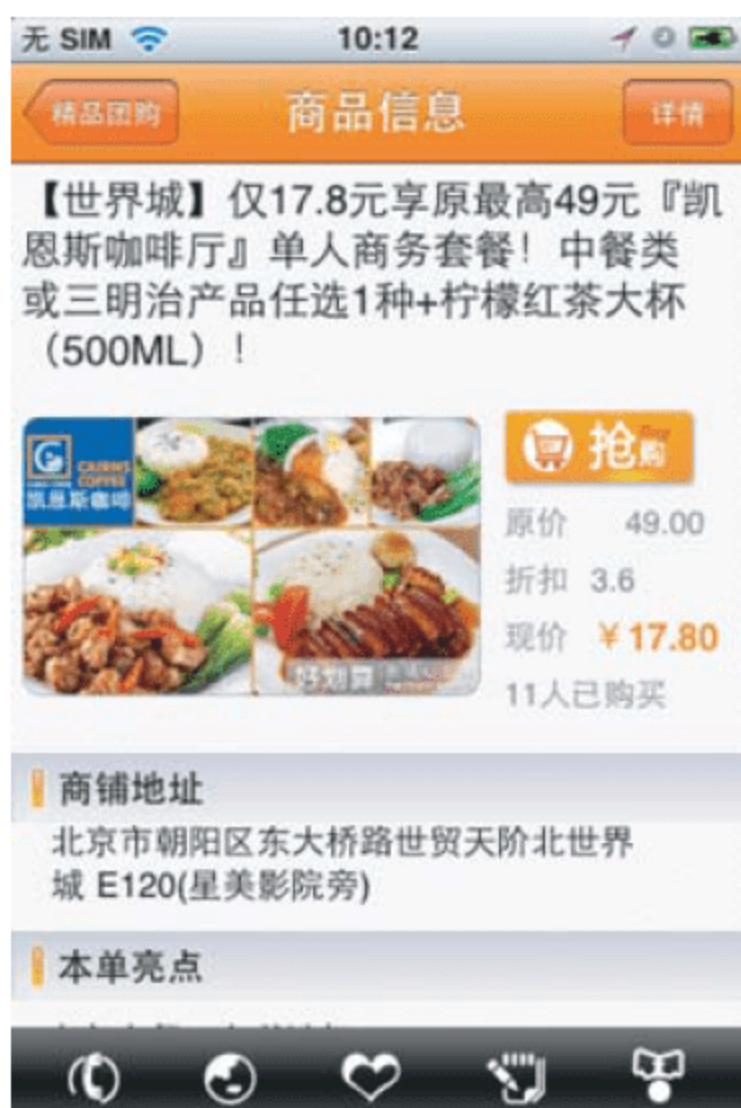 无 SIM 10:12
精品团购 商品信息 详情
【世界城】仅17.8元享原最高49元『凯
恩斯咖啡厅』单人商务套餐！中餐类
或三明治产品任选1种+柠檬红茶大杯
（500ML）！
CAIRNS
COFFEE
凯恩斯咖啡
抢购
原价 49.00
折扣 3.6
现价 ￥17.80
11人已购买
商铺地址
北京市朝阳区东大桥路世贸天阶北世界
城 E120(星美影院旁)
本单亮点